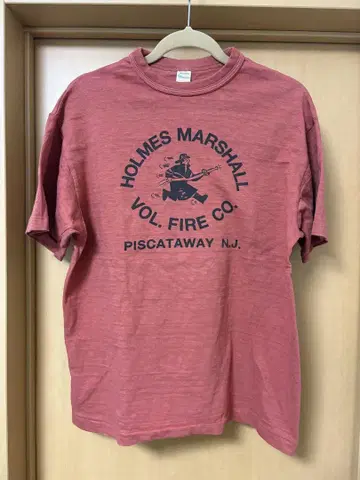 HOLMES MARSHALL
VOL. FIRE CO.
PISCATAWAY N.J.